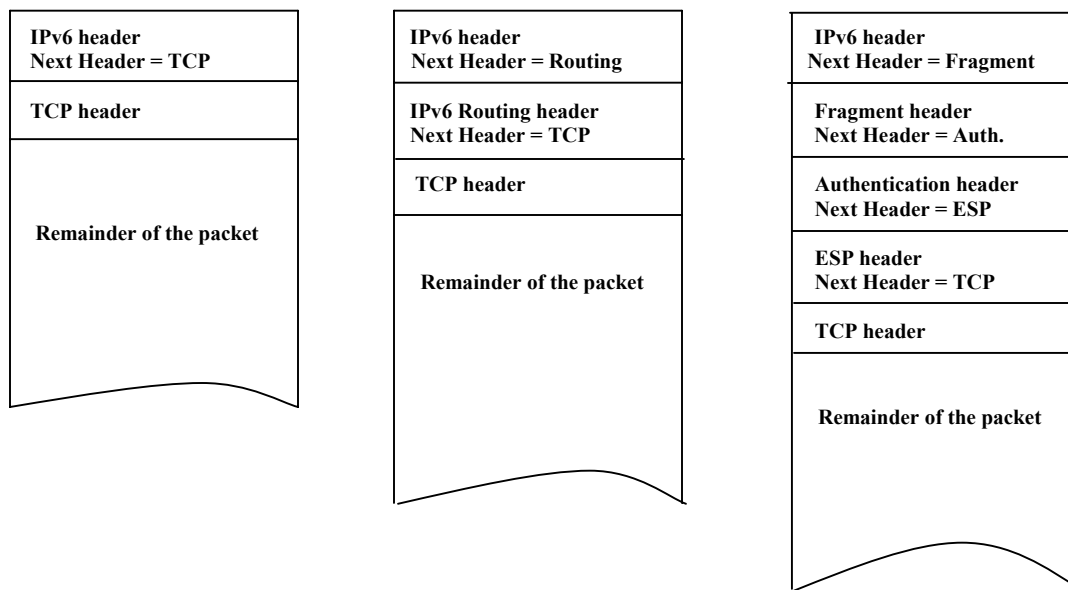 IPv6 header
Next Header = TCP
TCP header
Remainder of the packet
IPv6 header
Next Header = Routing
IPv6 Routing header
Next Header = TCP
TCP header
Remainder of the packet
IPv6 header
Next Header = Fragment
Fragment header
Next Header = Auth.
Authentication header
Next Header = ESP
ESP header
Next Header = TCP
TCP header
Remainder of the packet